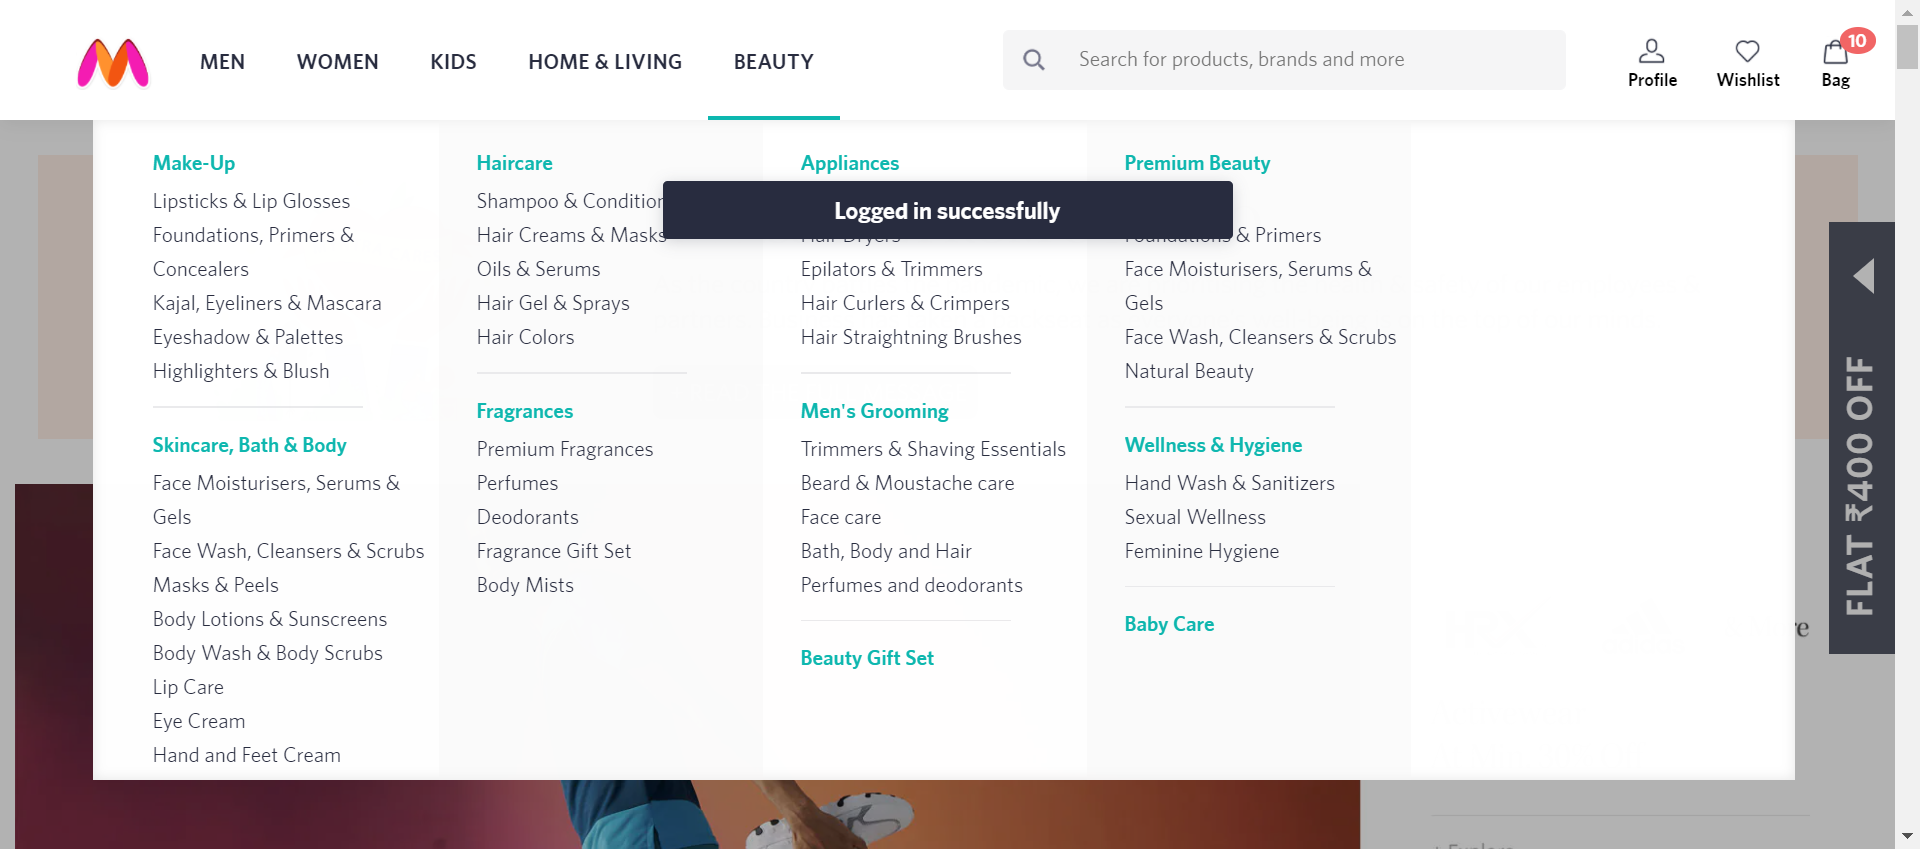 MEN
WOMEN
KIDS
HOME & LIVING
BEAUTY
Search for products, brands and more
Profile
Wishlist
10
Bag
Make-Up
Lipsticks & Lip Glosses
Foundations, Primers &
Concealers
Kajal, Eyeliners & Mascara
Eyeshadow & Palettes
Highlighters & Blush
Skincare, Bath & Body
Face Moisturisers, Serums &
Gels
Face Wash, Cleansers & Scrubs
Masks & Peels
Body Lotions & Sunscreens
Body Wash & Body Scrubs
Lip Care
Eye Cream
Hand and Feet Cream
Haircare
Shampoo & Condition
Hair Creams & Masks
Oils & Serums
Hair Gel & Sprays
Hair Colors
Fragrances
Premium Fragrances
Perfumes
Deodorants
Fragrance Gift Set
Body Mists
Appliances
Logged in successfully
Hair Dryers
Epilators & Trimmers
Hair Curlers & Crimpers
Hair Straightning Brushes
Men's Grooming
Trimmers & Shaving Essentials
Beard & Moustache care
Face care
Bath, Body and Hair
Perfumes and deodorants
Beauty Gift Set
Premium Beauty
Foundations & Primers
Face Moisturisers, Serums &
Gels
Face Wash, Cleansers & Scrubs
Natural Beauty
Wellness & Hygiene
Hand Wash & Sanitizers
Sexual Wellness
Feminine Hygiene
Baby Care
FLAT ₹400 OFF